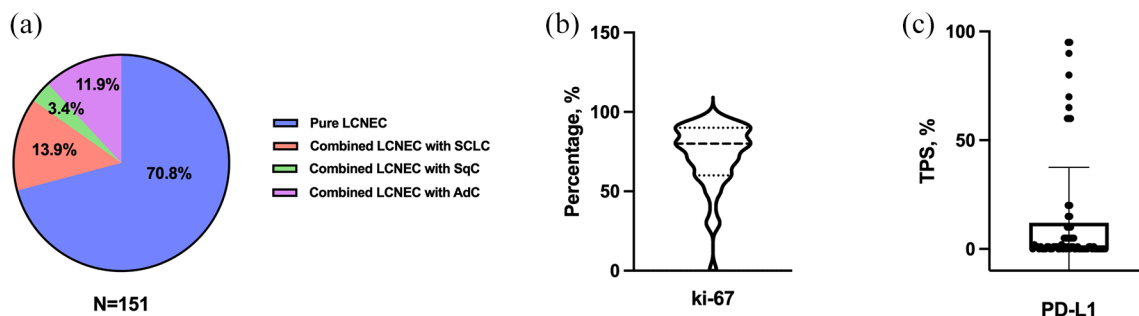 (a)
11.9%
3.4%
13.9%
70.8%
N=151
Pure LCNEC
Combined LCNEC with SCLC
Combined LCNEC with SqC
Combined LCNEC with AdC
(b)
Percentage, %
150
100
50
0
ki-67
(c)
TPS, %
100
50
0
PD-L1